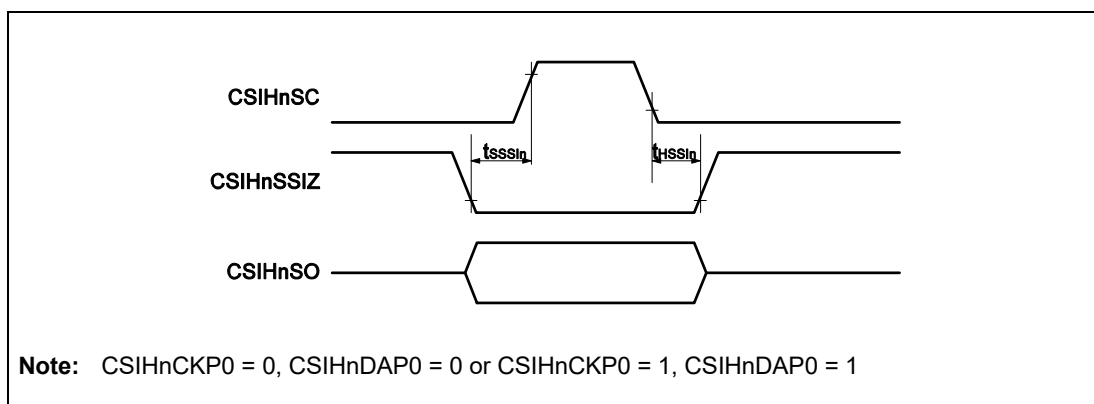 CSIHnSC
tSSSIn
tHSSIn
CSIHnSSIZ
CSIHnSO
Note: CSIHnCKP0 = 0, CSIHnDAP0 = 0 or CSIHnCKP0 = 1, CSIHnDAP0 = 1